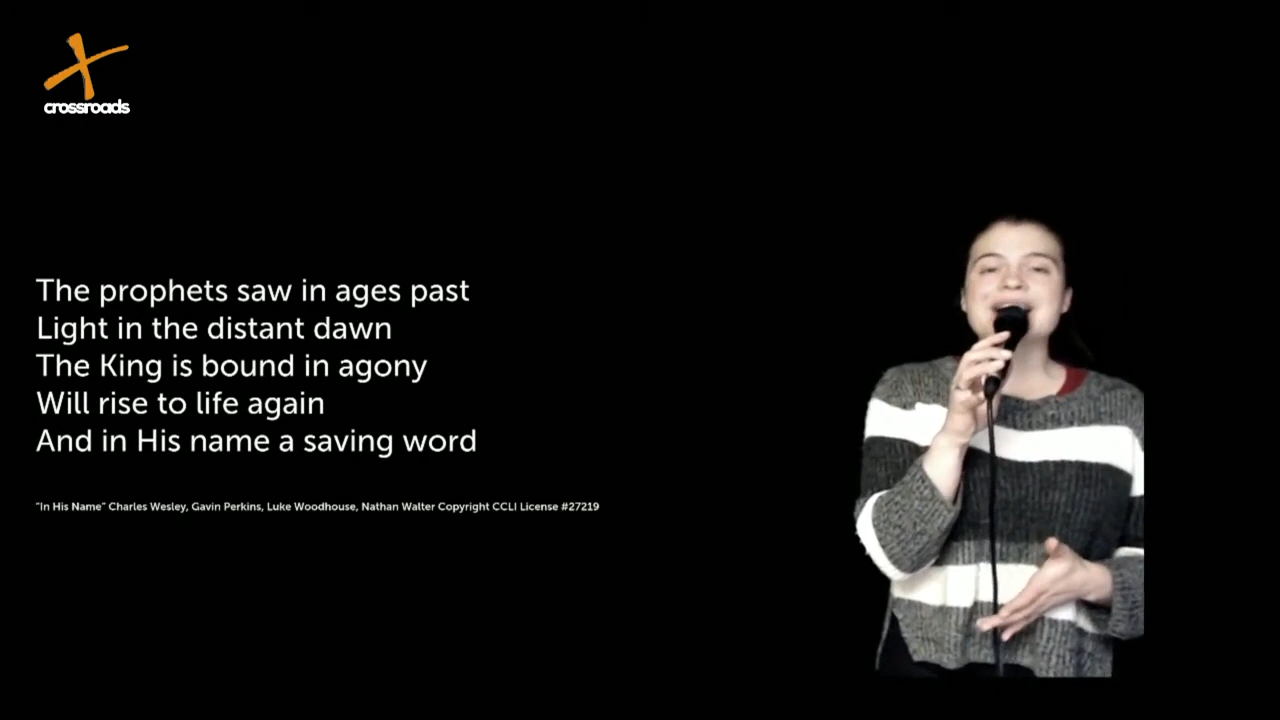 crossroads
The prophets saw in ages past
Light in the distant dawn
The King is bound in agony
Will rise to life again
And in His name a saving word
"In His Name" Charles Wesley, Gavin Perkins, Luke Woodhouse, Nathan Walter Copyright CCLI License #27219